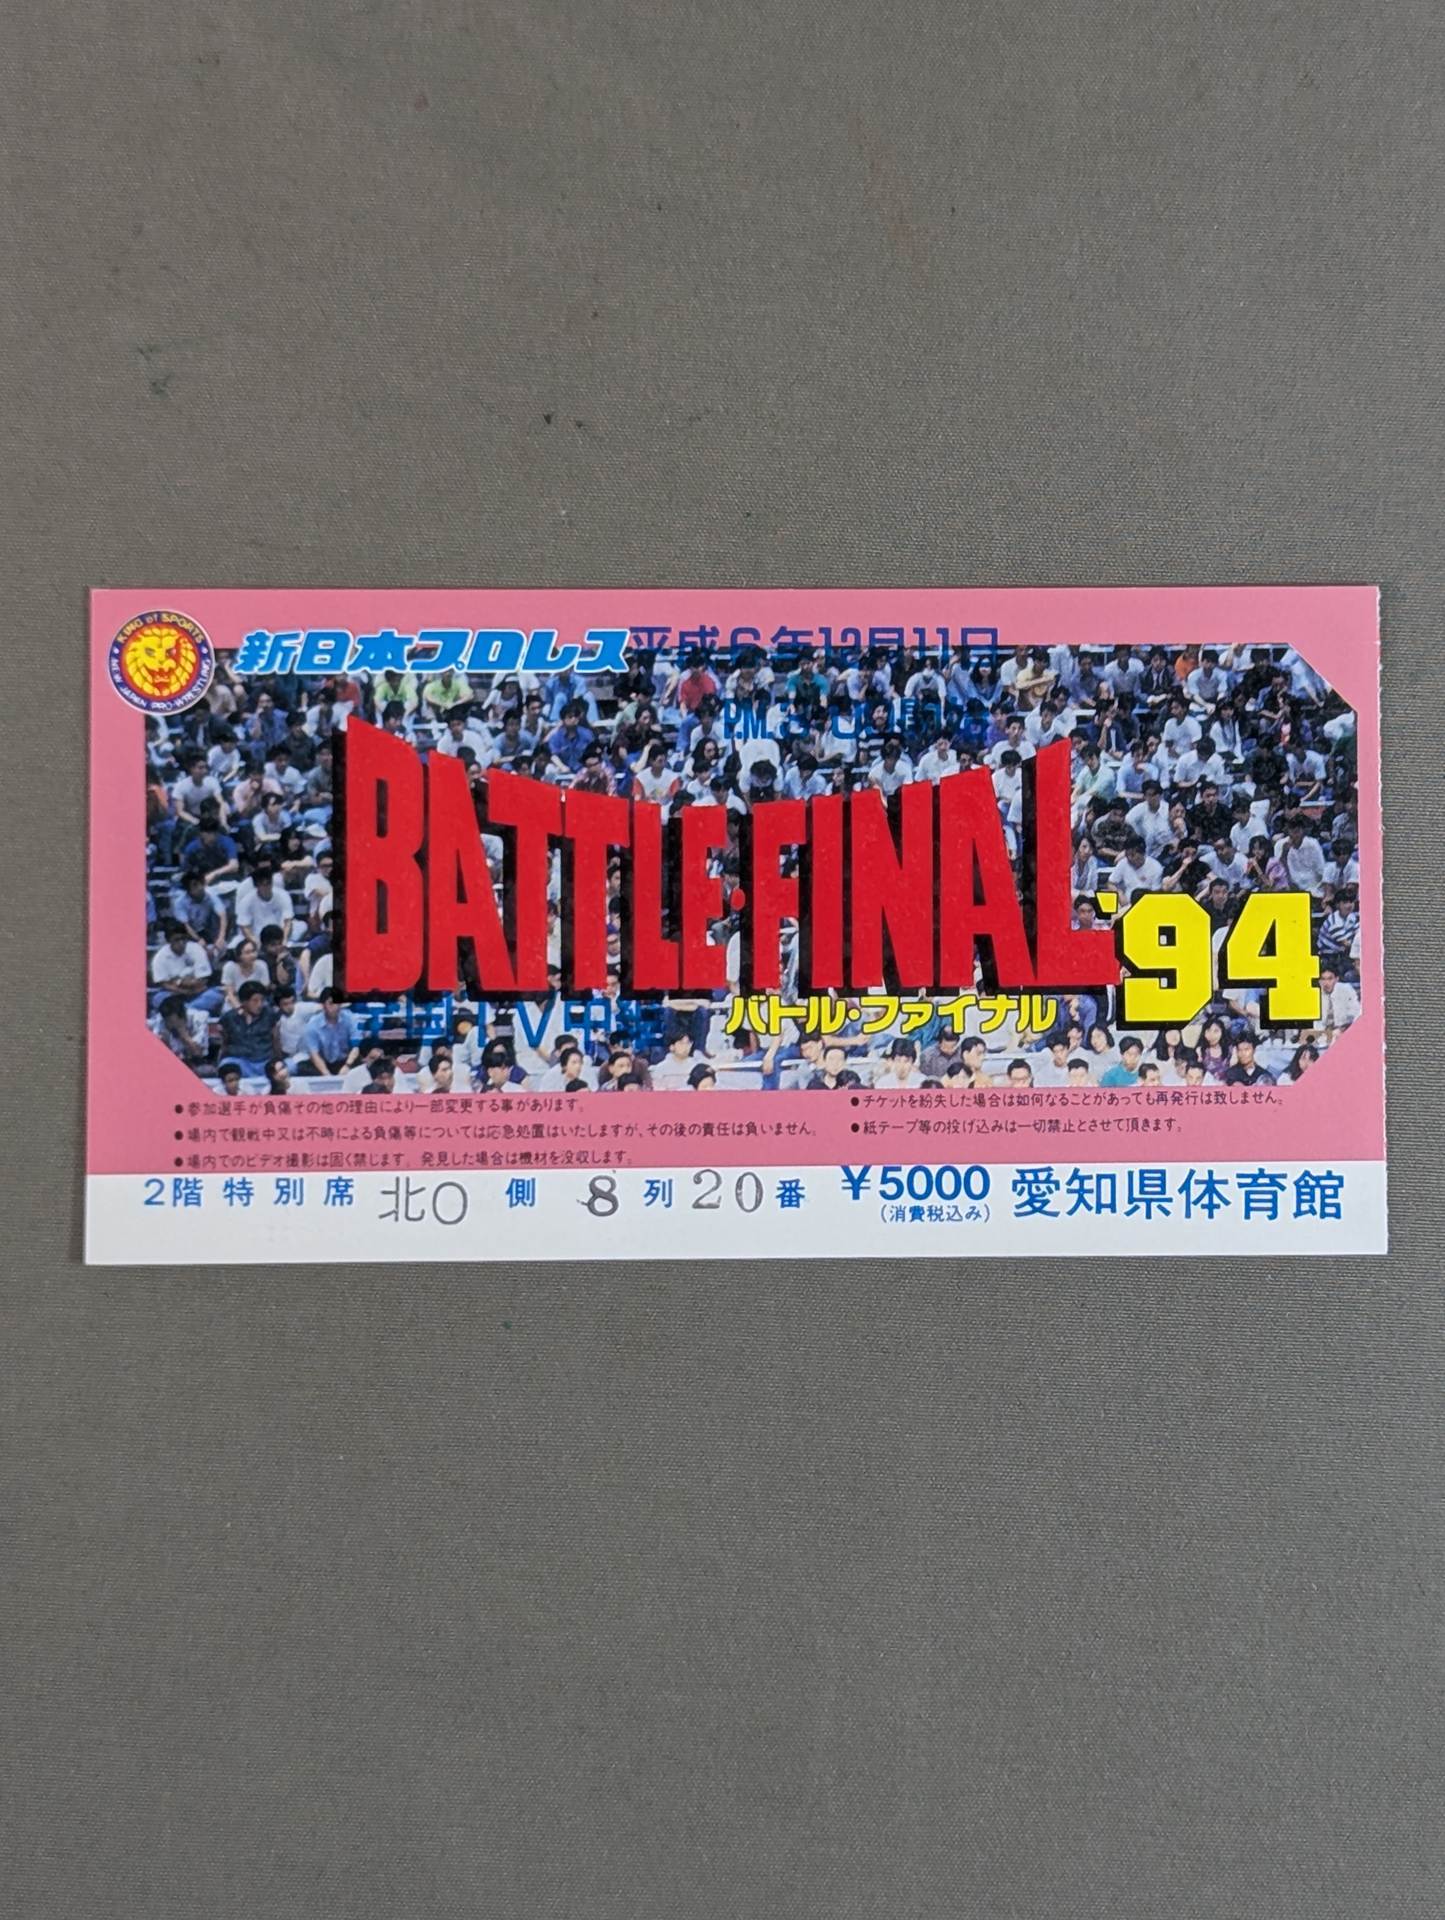 KING of SPORTS
NEW JAPAN PRO-WRESTLING
新日本プロレス
平成6年12月11日
P.M.3:00開始
BATTLE・FINAL '94
全国TV中継
バトル・ファイナル
●参加選手が負傷その他の理由により一部変更する事があります。
●場内で観戦中又は不時による負傷等については応急処置はいたしますが、その後の責任は負いません。
●場内でのビデオ撮影は固く禁じます。発見した場合は機材を没収します。
●チケットを紛失した場合は如何なることがあっても再発行は致しません。
●紙テープ等の投げ込みは一切禁止とさせて頂きます。
2階特別席 北○ 側 8 列 20 番 ¥5000 愛知県体育館
(消費税込み)